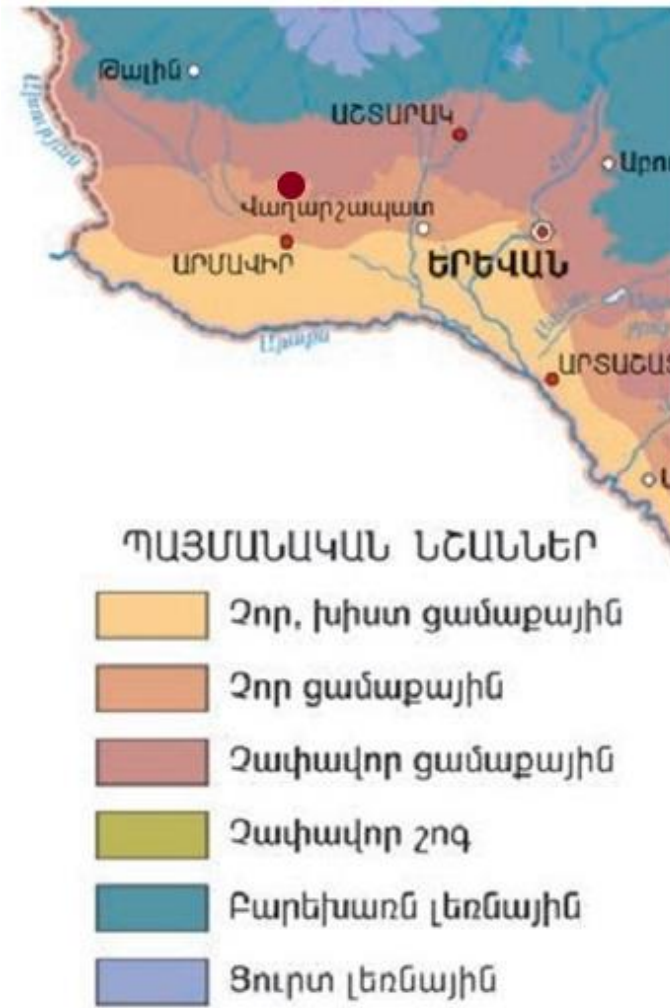 Թալին
ԱՇՏԱՐԱԿ
Վաղարշապատ
ԱՐՄԱՎԻՐ
ԵՐԵՎԱՆ
ՊԱՅՄԱՆԱԿԱՆ ՆՇԱՆՆԵՐ
Չոր, խիստ ցամաքային
Չոր ցամաքային
Չափավոր ցամաքային
Չափավոր շոգ
Բարեխառն լեռնային
Ցուրտ լեռնային